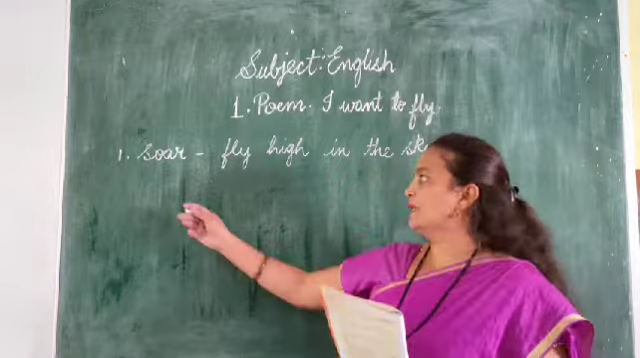 Subject: English
1. Poem. I want to fly.
1. Soar - fly high in the